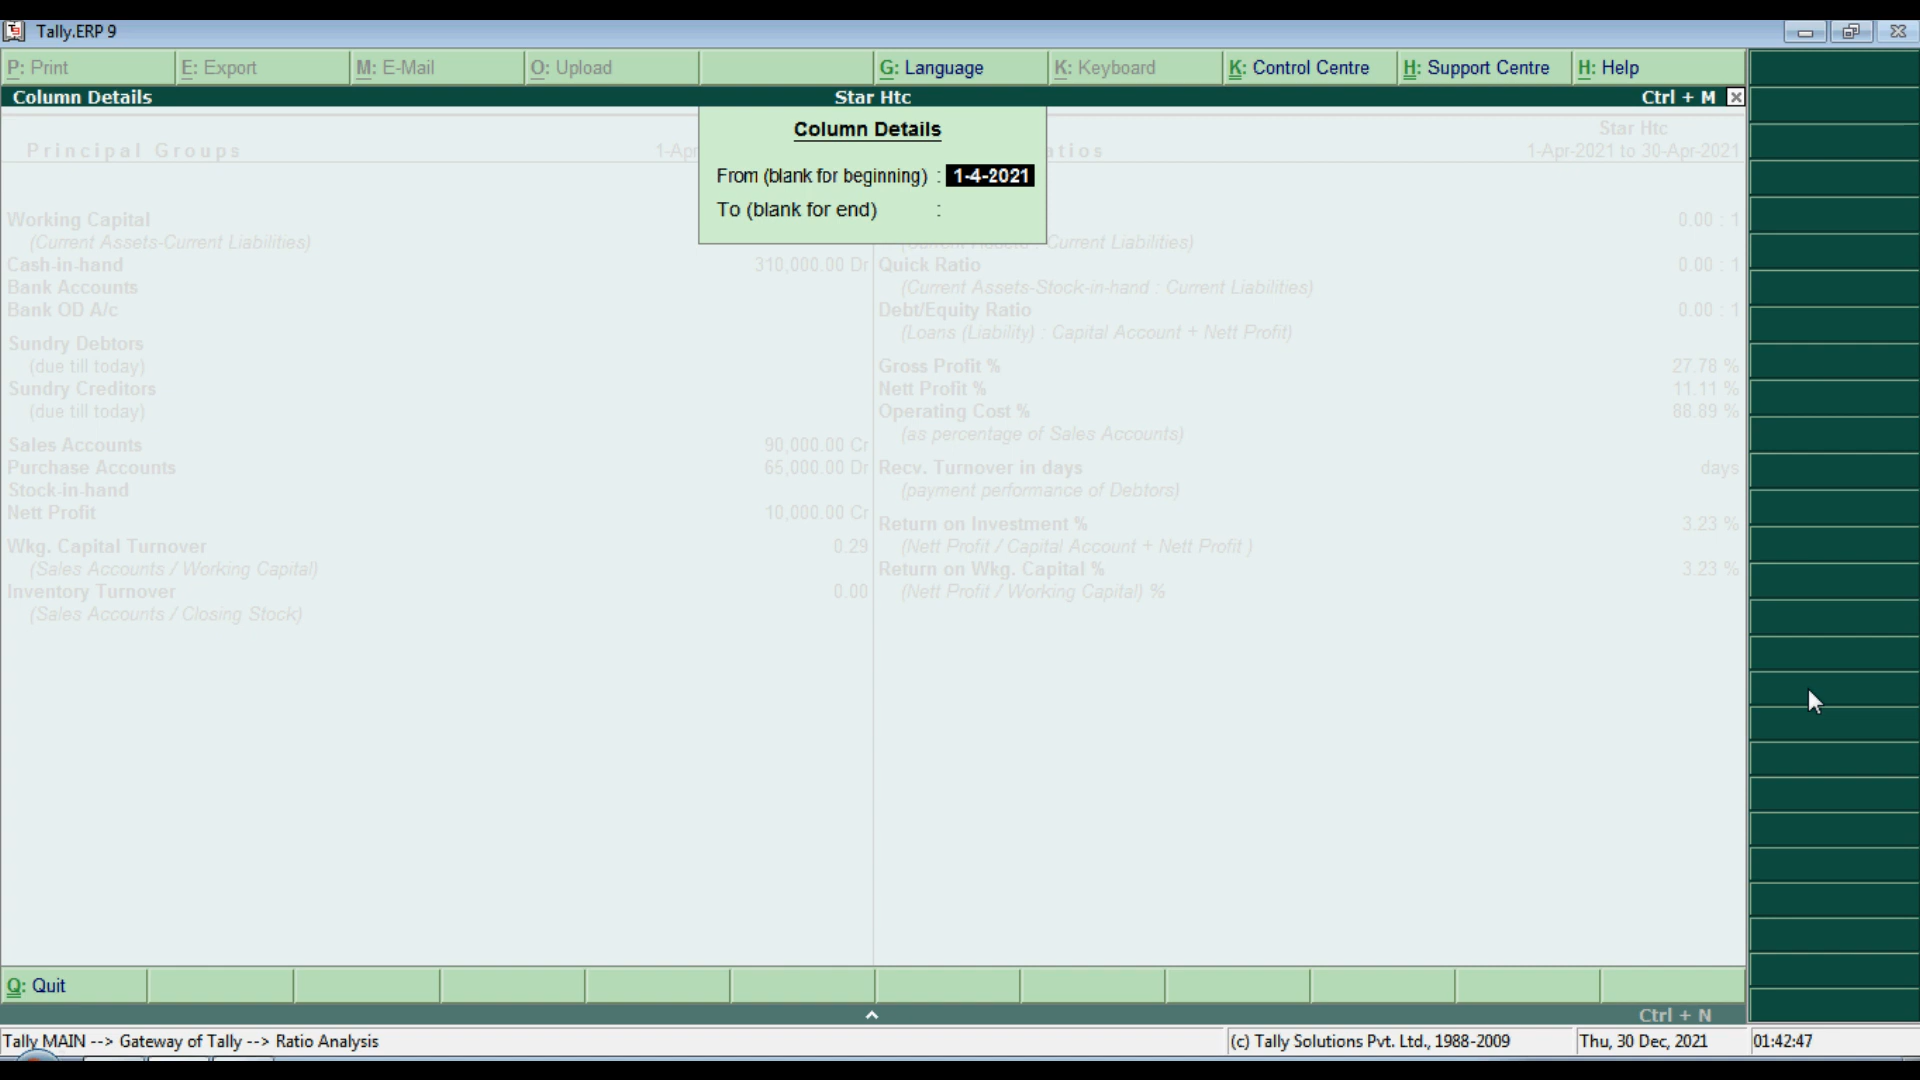 Tally.ERP 9
P: Print E: Export M: E-Mail O: Upload G: Language K: Keyboard K: Control Centre H: Support Centre H: Help
Column Details Star Htc Ctrl + M
Column Details
From (blank for beginning) : 1-4-2021
To (blank for end) :
Star Htc
Principal Groups 1-Apr atios 1-Apr-2021 to 30-Apr-2021
Working Capital 0.00 : 1
(Current Assets-Current Liabilities) (Current Assets : Current Liabilities)
Cash-in-hand 310,000.00 Dr Quick Ratio 0.00 : 1
Bank Accounts (Current Assets-Stock-in-hand : Current Liabilities)
Bank OD A/c Debt/Equity Ratio 0.00 : 1
(Loans (Liability) : Capital Account + Nett Profit)
Sundry Debtors
(due till today) Gross Profit % 27.78 %
Sundry Creditors Nett Profit % 11.11 %
(due till today) Operating Cost % 88.89 %
(as percentage of Sales Accounts)
Sales Accounts 90,000.00 Cr
Purchase Accounts 65,000.00 Dr Recv. Turnover in days days
Stock-in-hand (payment performance of Debtors)
Nett Profit 10,000.00 Cr
Return on Investment % 3.23 %
Wkg. Capital Turnover 0.29 (Nett Profit / Capital Account + Nett Profit )
(Sales Accounts / Working Capital) Return on Wkg. Capital % 3.23 %
Inventory Turnover 0.00 (Nett Profit / Working Capital) %
(Sales Accounts / Closing Stock)
Q: Quit
Ctrl + N
Tally MAIN --> Gateway of Tally --> Ratio Analysis (c) Tally Solutions Pvt. Ltd., 1988-2009 Thu, 30 Dec, 2021 01:42:47